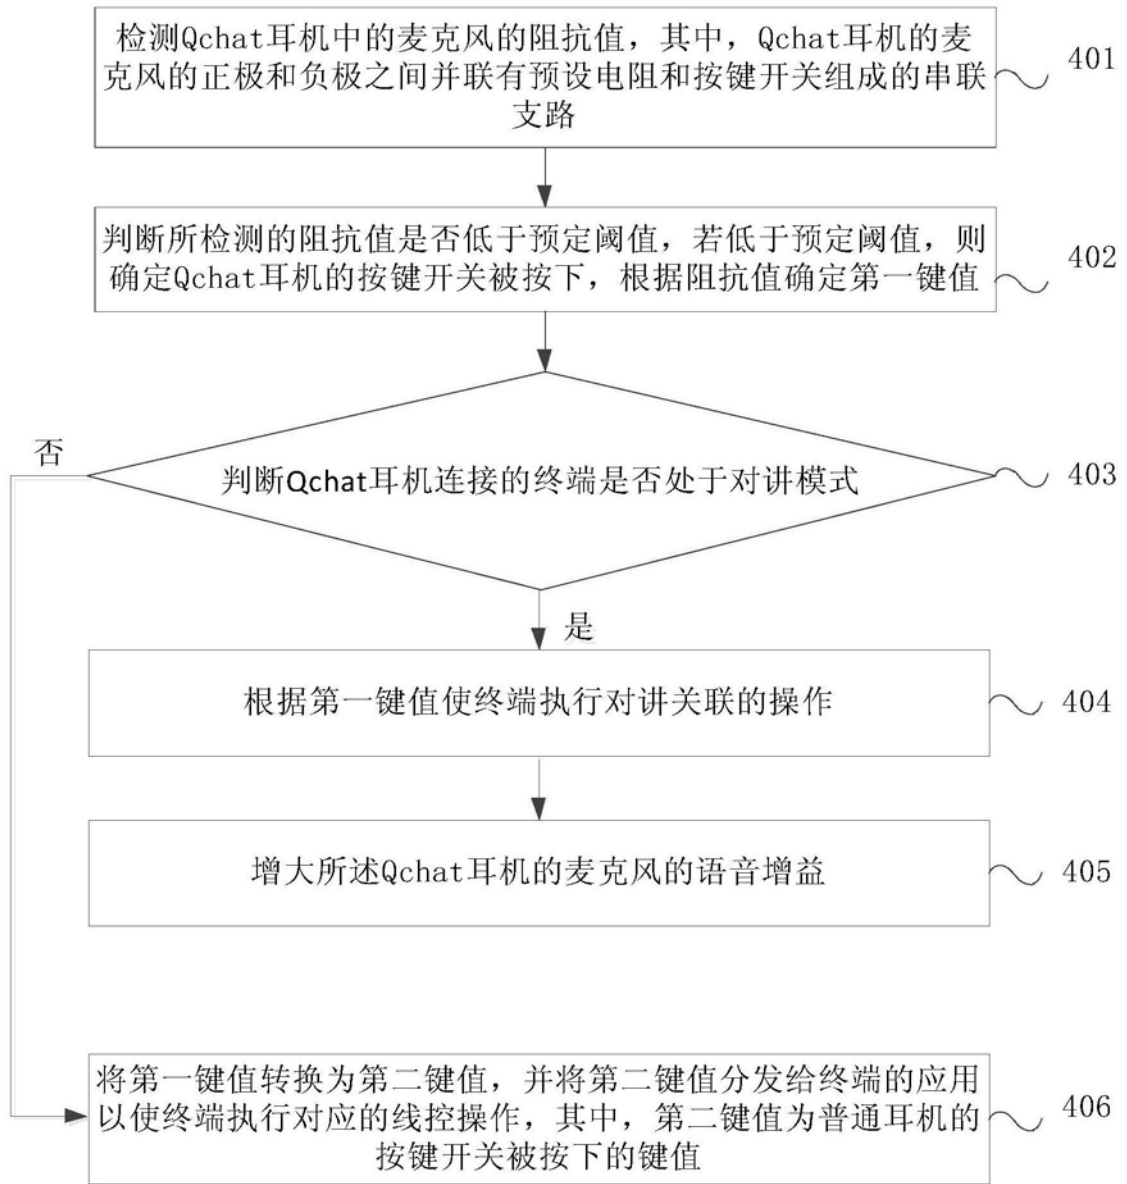 检测Qchat耳机中的麦克风的阻抗值，其中，Qchat耳机的麦
克风的正极和负极之间并联有预设电阻和按键开关组成的串联
支路
401
判断所检测的阻抗值是否低于预定阈值，若低于预定阈值，则
确定Qchat耳机的按键开关被按下，根据阻抗值确定第一键值
402
判断Qchat耳机连接的终端是否处于对讲模式
403
否
是
根据第一键值使终端执行对讲关联的操作
404
增大所述Qchat耳机的麦克风的语音增益
405
将第一键值转换为第二键值，并将第二键值分发给终端的应用
以使终端执行对应的线控操作，其中，第二键值为普通耳机的
按键开关被按下的键值
406